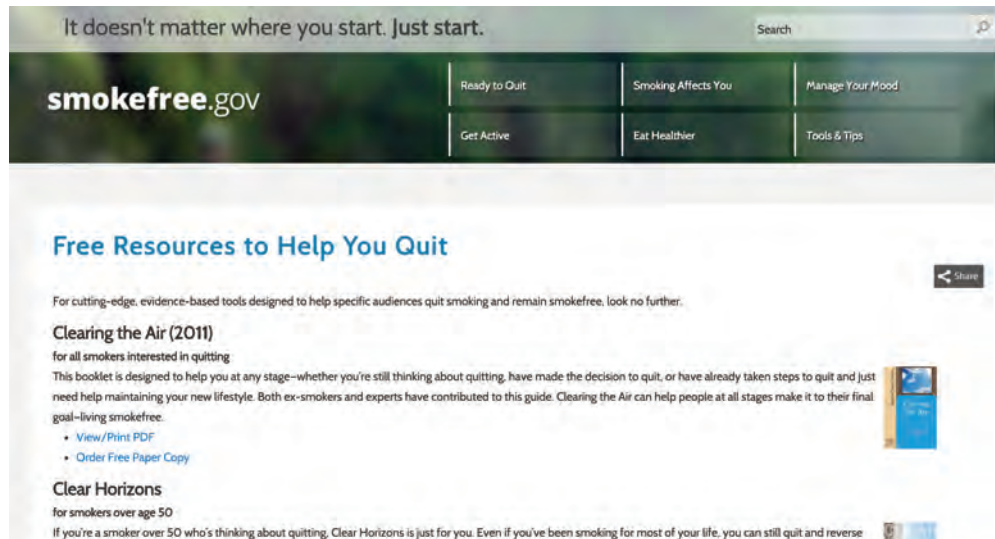 It doesn't matter where you start. Just start.
Search
smokefree.gov
Ready to Quit
Smoking Affects You
Manage Your Mood
Get Active
Eat Healthier
Tools & Tips
Free Resources to Help You Quit
Share
For cutting-edge, evidence-based tools designed to help specific audiences quit smoking and remain smokefree, look no further.
Clearing the Air (2011)
for all smokers interested in quitting
This booklet is designed to help you at any stage–whether you're still thinking about quitting, have made the decision to quit, or have already taken steps to quit and just
need help maintaining your new lifestyle. Both ex-smokers and experts have contributed to this guide. Clearing the Air can help people at all stages make it to their final
goal–living smokefree.
• View/Print PDF
• Order Free Paper Copy
Clear Horizons
for smokers over age 50
If you're a smoker over 50 who's thinking about quitting, Clear Horizons is just for you. Even if you've been smoking for most of your life, you can still quit and reverse